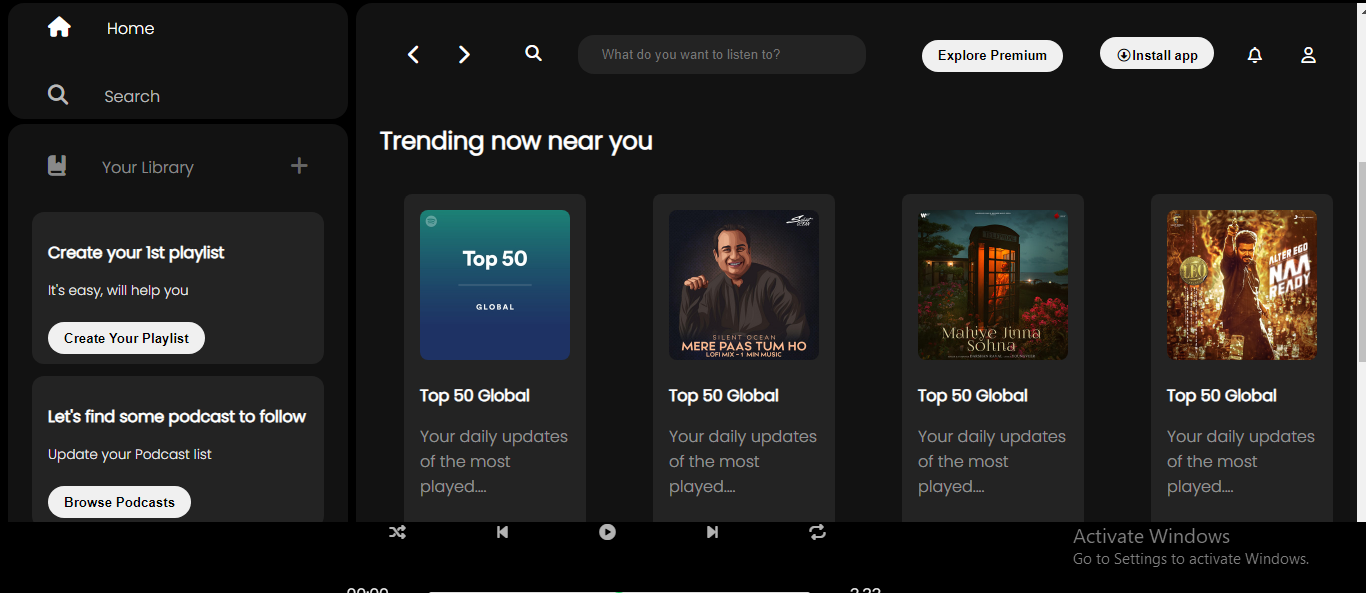 Home
Search
Your Library
Create your 1st playlist
It's easy, will help you
Create Your Playlist
Let's find some podcast to follow
Update your Podcast list
Browse Podcasts
What do you want to listen to?
Explore Premium
Install app
Trending now near you
Top 50
GLOBAL
Top 50 Global
Your daily updates
of the most
played....
SILENT OCEAN
MERE PAAS TUM HO
LOFI MIX - 1 MIN MUSIC
Top 50 Global
Your daily updates
of the most
played....
Mahiye Jinna
Sohna
Top 50 Global
Your daily updates
of the most
played....
LEO
ALTER EGO
NAA
READY
Top 50 Global
Your daily updates
of the most
played....
00:00
Activate Windows
Go to Settings to activate Windows.